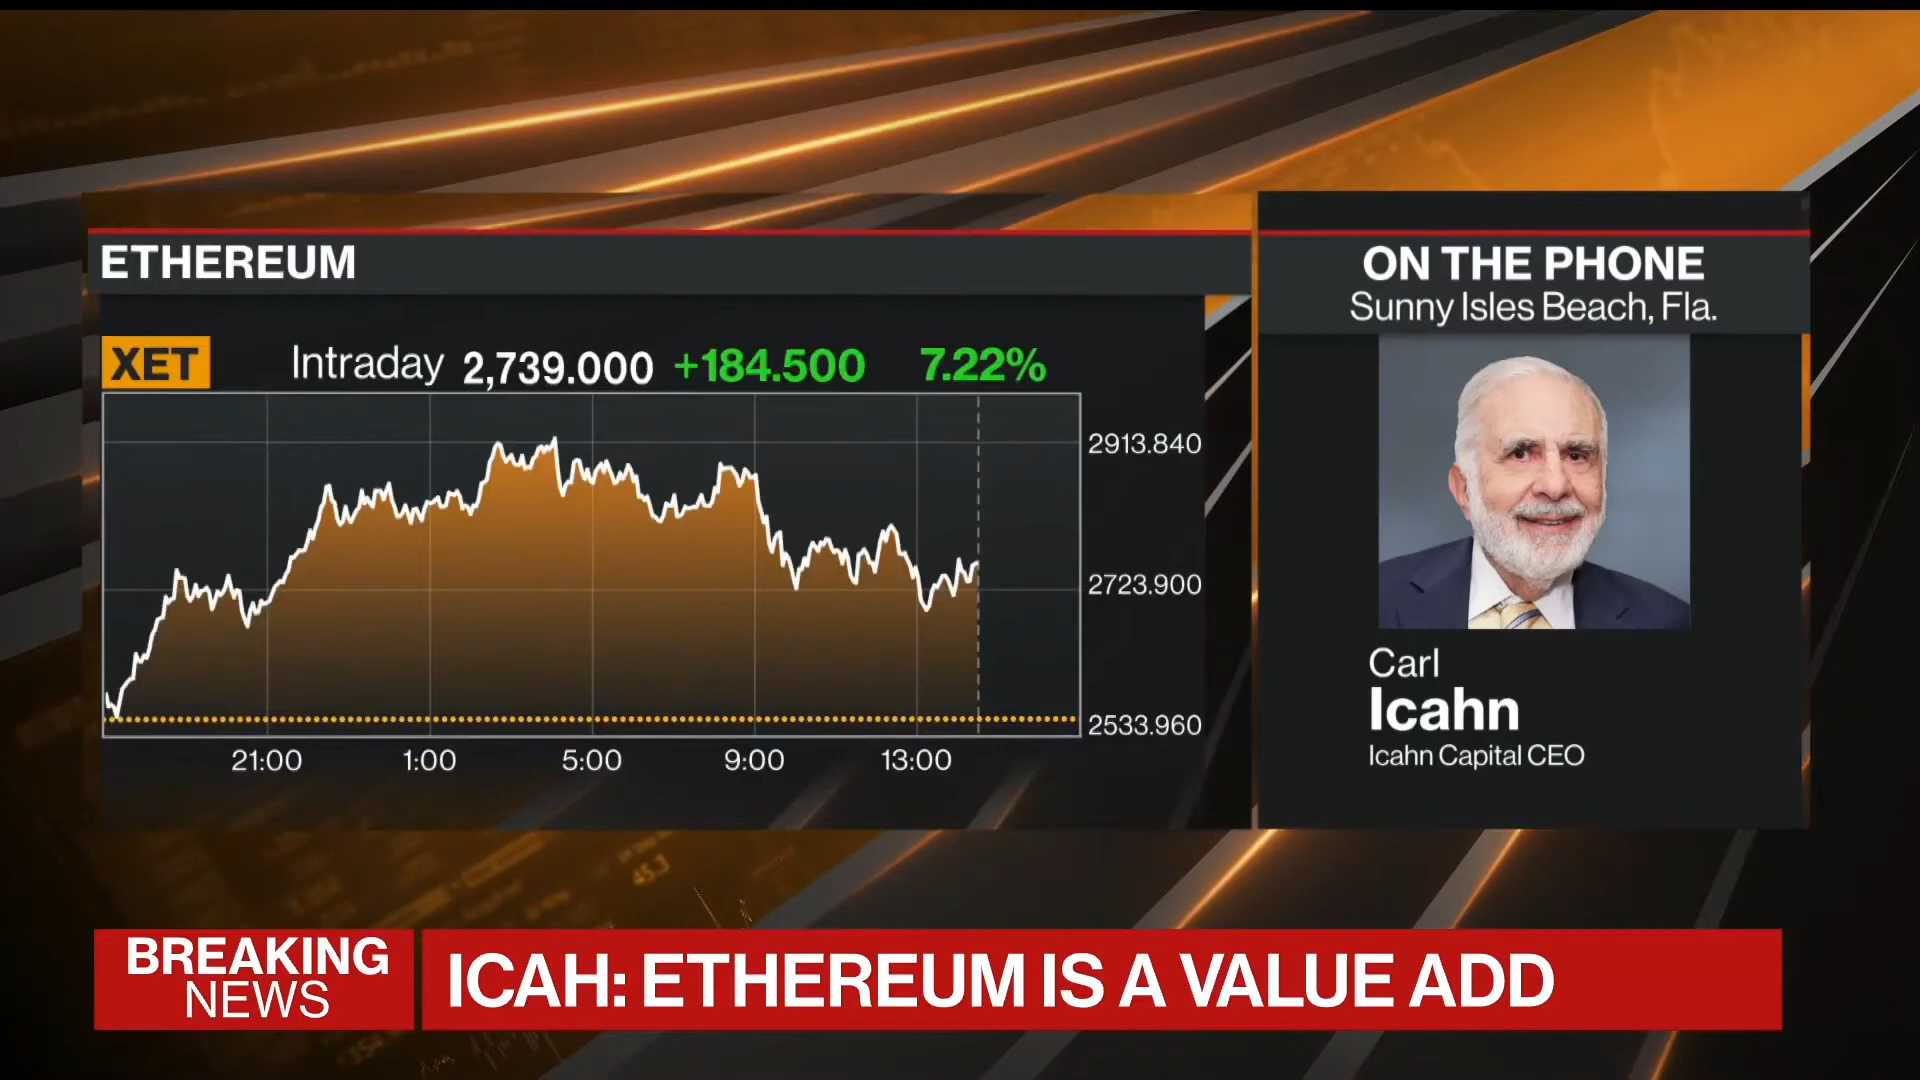 ETHEREUM
XET Intraday 2,739.000 +184.500 7.22%
2913.840
2723.900
2533.960
21:00 1:00 5:00 9:00 13:00
ON THE PHONE
Sunny Isles Beach, Fla.
Carl
Icahn
Icahn Capital CEO
45.3
BREAKING
NEWS
ICAH: ETHEREUM IS A VALUE ADD